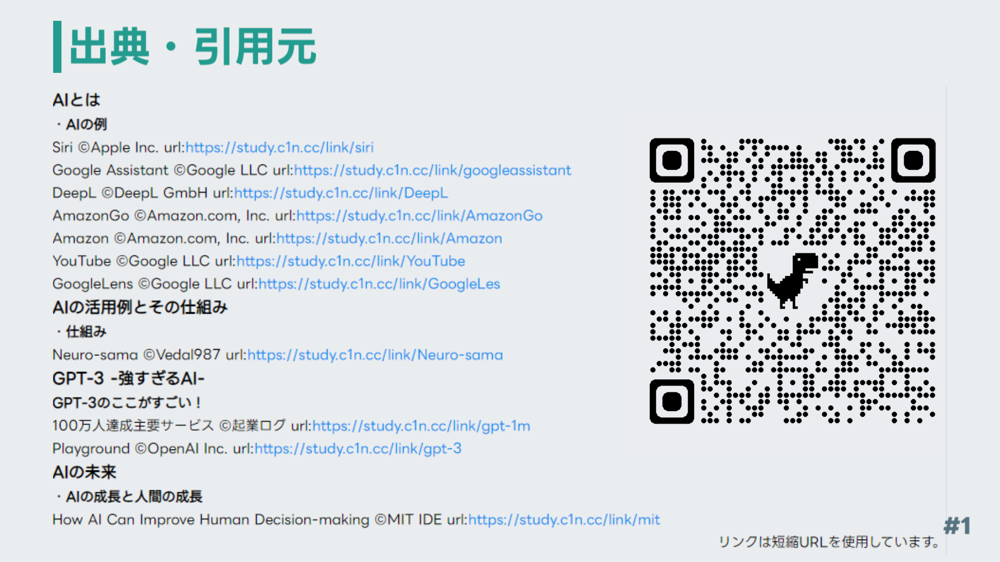 出典・引用元
AIとは
・AIの例
Siri ©Apple Inc. url:https://study.c1n.cc/link/siri
Google Assistant ©Google LLC url:https://study.c1n.cc/link/googleassistant
DeepL ©DeepL GmbH url:https://study.c1n.cc/link/DeepL
AmazonGo ©Amazon.com, Inc. url:https://study.c1n.cc/link/AmazonGo
Amazon ©Amazon.com, Inc. url:https://study.c1n.cc/link/Amazon
YouTube ©Google LLC url:https://study.c1n.cc/link/YouTube
GoogleLens ©Google LLC url:https://study.c1n.cc/link/GoogleLes
AIの活用例とその仕組み
・仕組み
Neuro-sama ©Vedal987 url:https://study.c1n.cc/link/Neuro-sama
GPT-3 -強すぎるAI-
GPT-3のここがすごい！
100万人達成主要サービス ©起業ログ url:https://study.c1n.cc/link/gpt-1m
Playground ©OpenAI Inc. url:https://study.c1n.cc/link/gpt-3
AIの未来
・AIの成長と人間の成長
How AI Can Improve Human Decision-making ©MIT IDE url:https://study.c1n.cc/link/mit
#1
リンクは短縮URLを使用しています。